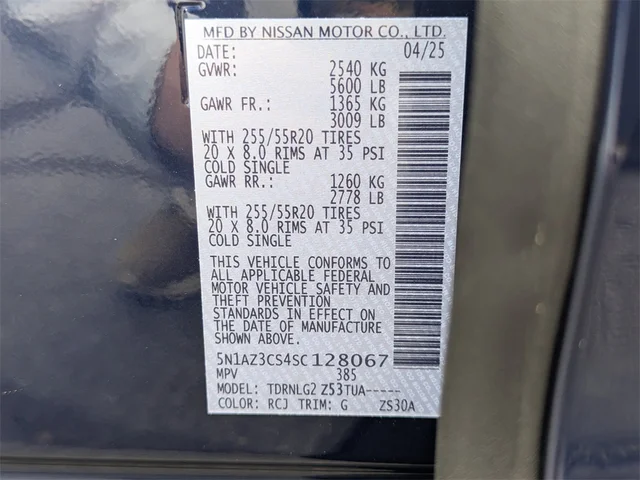 MFD BY NISSAN MOTOR CO., LTD.
DATE: 04/25
GVWR: 2540 KG
5600 LB
GAWR FR.: 1365 KG
3009 LB
WITH 255/55R20 TIRES
20 X 8.0 RIMS AT 35 PSI
COLD SINGLE
GAWR RR.: 1260 KG
2778 LB
WITH 255/55R20 TIRES
20 X 8.0 RIMS AT 35 PSI
COLD SINGLE
THIS VEHICLE CONFORMS TO
ALL APPLICABLE FEDERAL
MOTOR VEHICLE SAFETY AND
THEFT PREVENTION
STANDARDS IN EFFECT ON
THE DATE OF MANUFACTURE
SHOWN ABOVE.
5N1AZ3CS4SC128067
MPV 385
MODEL: TDRNLG2 Z53TUA-----
COLOR: RCJ TRIM: G ZS30A